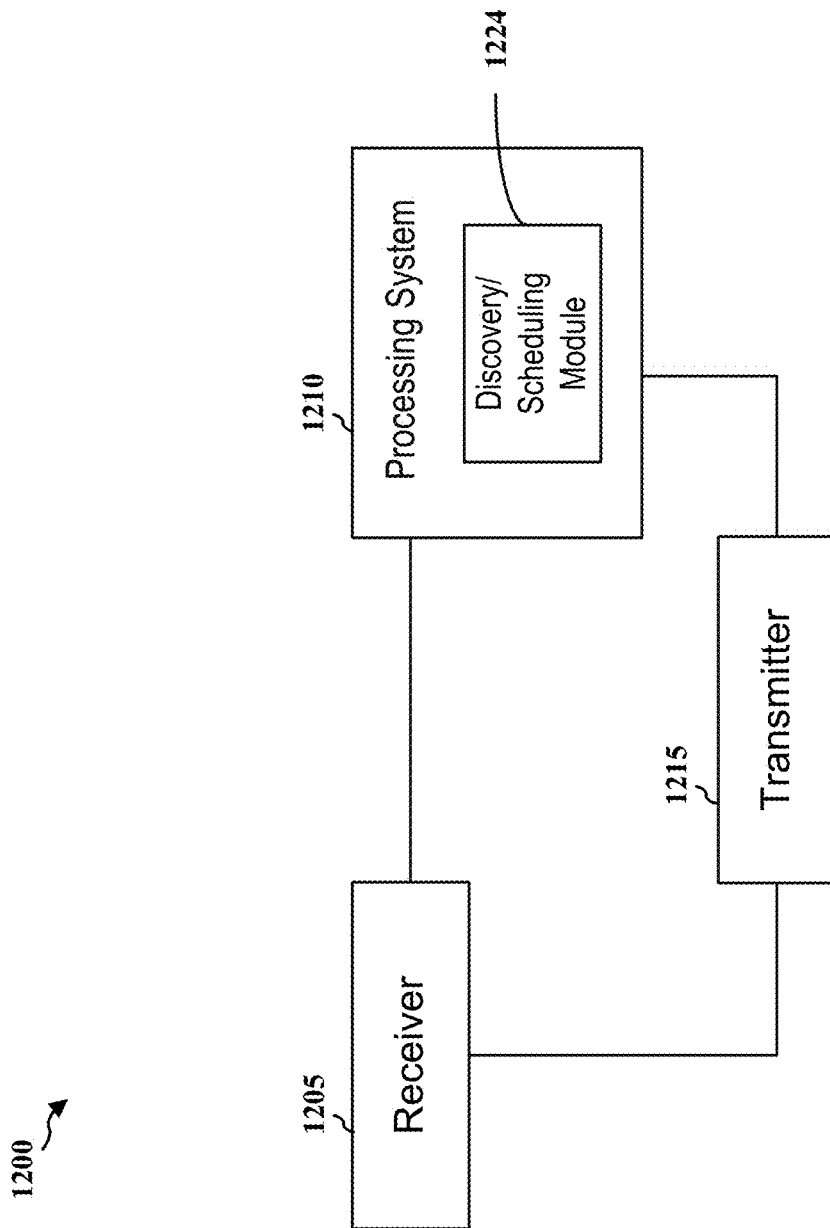 1200
1205
Receiver
1210
Processing System
Discovery/
Scheduling
Module
1224
1215
Transmitter